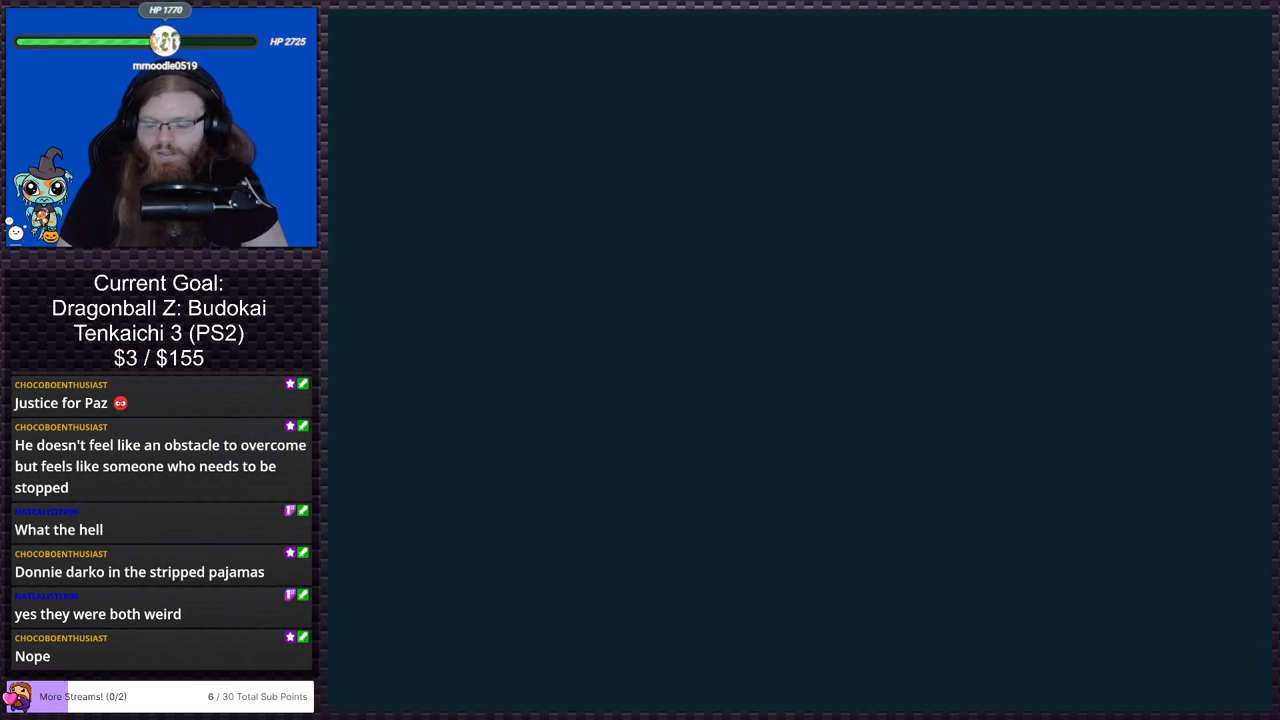 HP 1770
HP 2725
mmoodle0519
Current Goal:
Dragonball Z: Budokai
Tenkaichi 3 (PS2)
$3 / $155
CHOCOBOENTHUSIAST
Justice for Paz
CHOCOBOENTHUSIAST
He doesn't feel like an obstacle to overcome
but feels like someone who needs to be
stopped
What the hell
CHOCOBOENTHUSIAST
Donnie darko in the stripped pajamas
yes they were both weird
CHOCOBOENTHUSIAST
Nope
More Streams! (0/2)
6 / 30 Total Sub Points